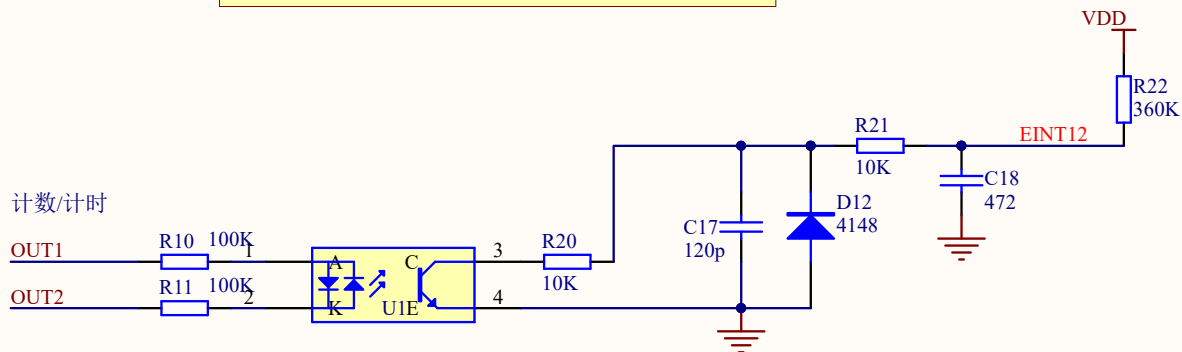 VDD
R22
360K
R21
EINT12
10K
C18
472
计数/计时
D12
4148
C17
120p
OUT1
R10
100K
1
A
C
3
R20
10K
OUT2
R11
100K
2
K
U1E
4